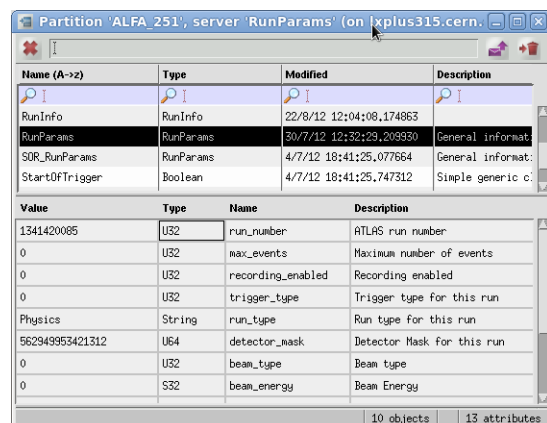 Partition 'ALFA_251', server 'RunParams' (on lxplus315.cern.
Name (A->z) Type Modified Description
RunInfo RunInfo 22/8/12 12:04:08.174863
RunParams RunParams 30/7/12 12:32:29.209930 General informat:
SOR_RunParams RunParams 4/7/12 18:41:25.077664 General informat:
StartOfTrigger Boolean 4/7/12 18:41:25.747312 Simple generic c
Value Type Name Description
1341420085 U32 run_number ATLAS run number
0 U32 max_events Maximum number of events
0 U32 recording_enabled Recording enabled
0 U32 trigger_type Trigger type for this run
Physics String run_type Run type for this run
562949953421312 U64 detector_mask Detector Mask for this run
0 U32 beam_type Beam type
0 S32 beam_energy Beam Energy
10 objects 13 attributes